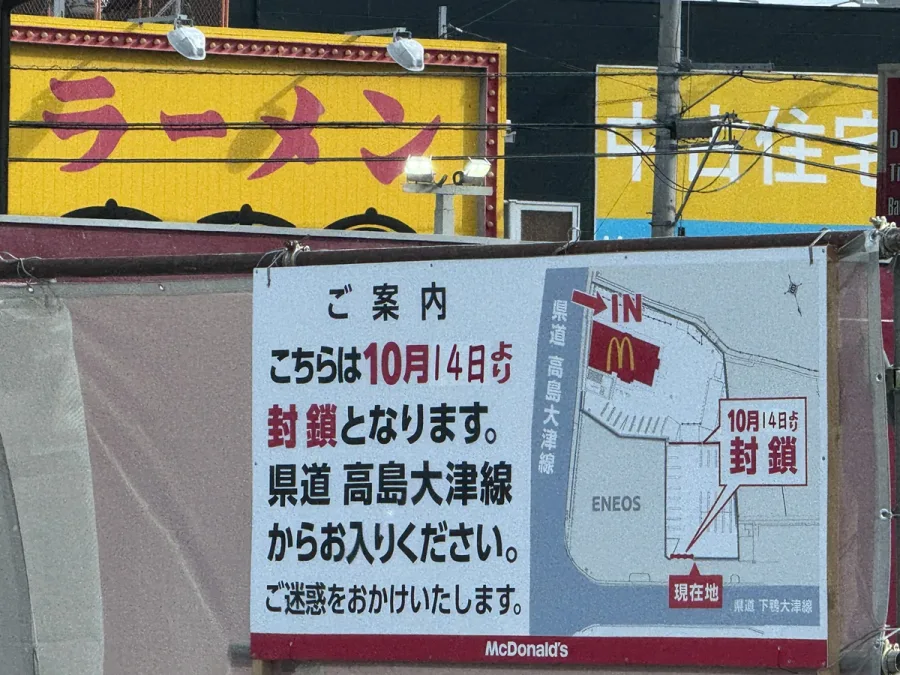 ラーメン
中古住宅
ご案内
こちらは10月14日より
封鎖となります。
県道 高島大津線
からお入りください。
ご迷惑をおかけいたします。
県道 高島大津線
IN
10月14日より
封鎖
ENEOS
現在地
県道 下鴨大津線
McDonald's